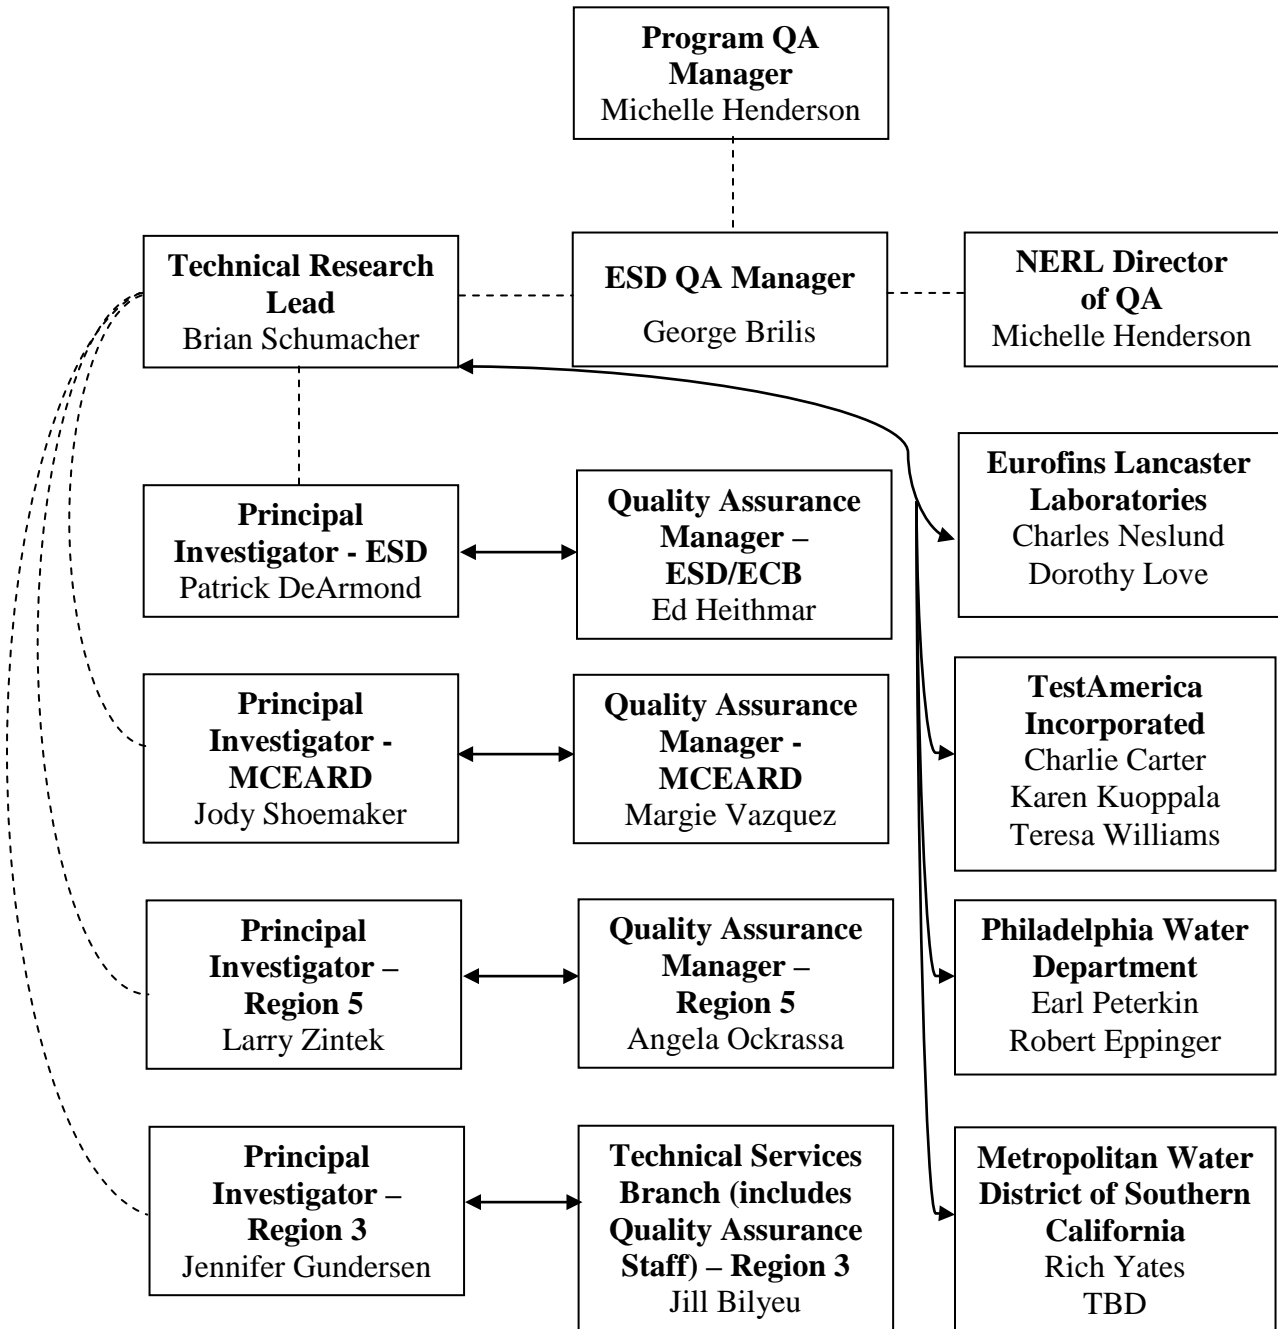 Program QA
Manager
Michelle Henderson
Technical Research
Lead
Brian Schumacher
ESD QA Manager
George Brilis
NERL Director
of QA
Michelle Henderson
Principal
Investigator - ESD
Patrick DeArmond
Quality Assurance
Manager –
ESD/ECB
Ed Heithmar
Eurofins Lancaster
Laboratories
Charles Neslund
Dorothy Love
Principal
Investigator -
MCEARD
Jody Shoemaker
Quality Assurance
Manager -
MCEARD
Margie Vazquez
TestAmerica
Incorporated
Charlie Carter
Karen Kuoppala
Teresa Williams
Principal
Investigator –
Region 5
Larry Zintek
Quality Assurance
Manager –
Region 5
Angela Ockrassa
Philadelphia Water
Department
Earl Peterkin
Robert Eppinger
Principal
Investigator –
Region 3
Jennifer Gundersen
Technical Services
Branch (includes
Quality Assurance
Staff) – Region 3
Jill Bilyeu
Metropolitan Water
District of Southern
California
Rich Yates
TBD